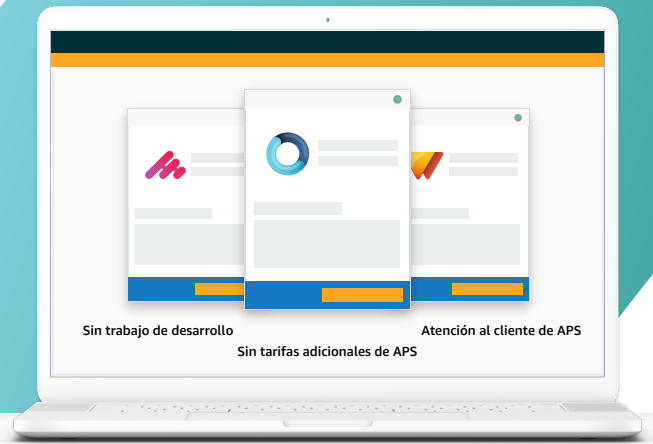 Sin trabajo de desarrollo
Atención al cliente de APS
Sin tarifas adicionales de APS